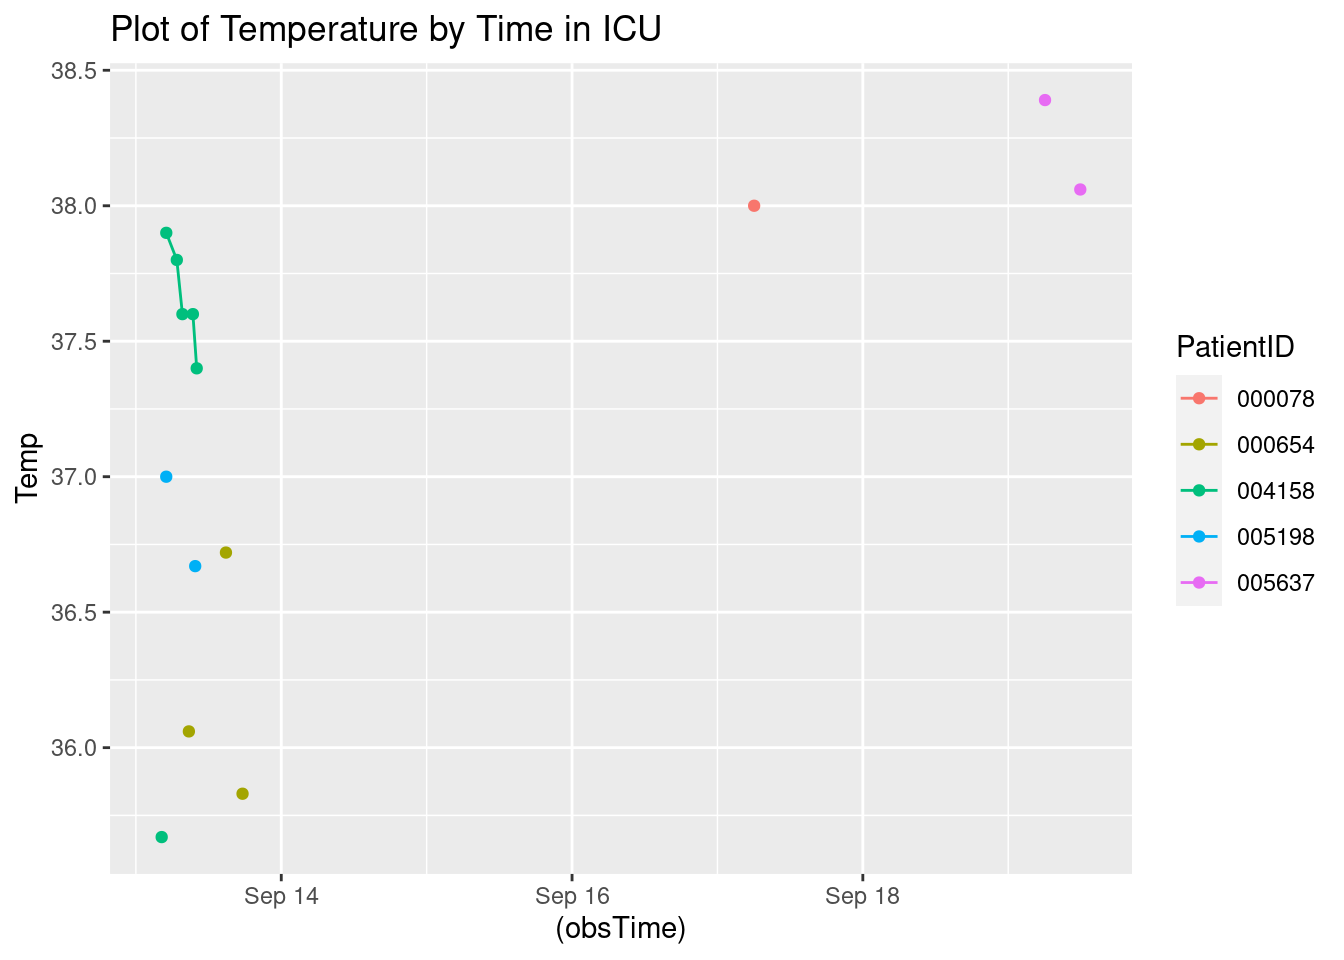 Plot of Temperature by Time in ICU
38.5
38.0
37.5
37.0
36.5
36.0
Temp
Sep 14
Sep 16
Sep 18
(obsTime)
PatientID
000078
000654
004158
005198
005637